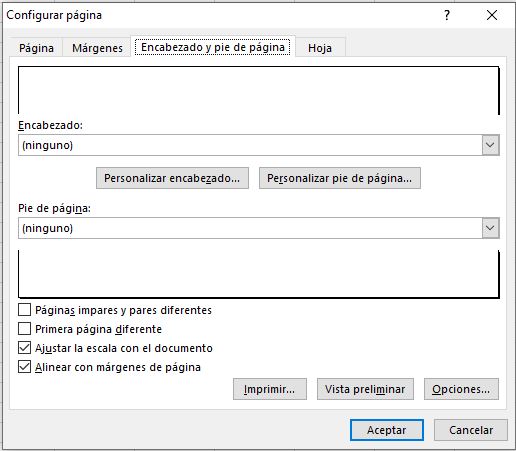 Configurar página ?
Página Márgenes Encabezado y pie de página Hoja
Encabezado:
(ninguno)
Personalizar encabezado... Personalizar pie de página...
Pie de página:
(ninguno)
Páginas impares y pares diferentes
Primera página diferente
Ajustar la escala con el documento
Alinear con márgenes de página
Imprimir... Vista preliminar Opciones...
Aceptar Cancelar